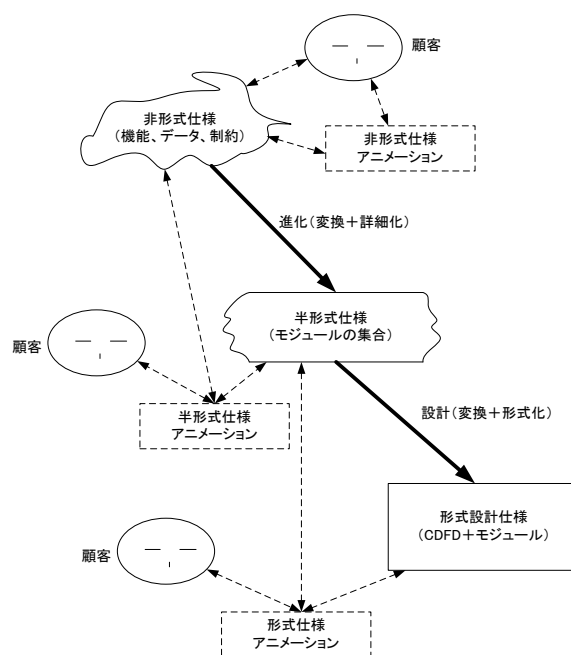 顧客
非形式仕様
(機能、データ、制約)
非形式仕様
アニメーション
進化(変換+詳細化)
半形式仕様
(モジュールの集合)
顧客
半形式仕様
アニメーション
設計(変換+形式化)
形式設計仕様
(CDFD+モジュール)
顧客
形式仕様
アニメーション